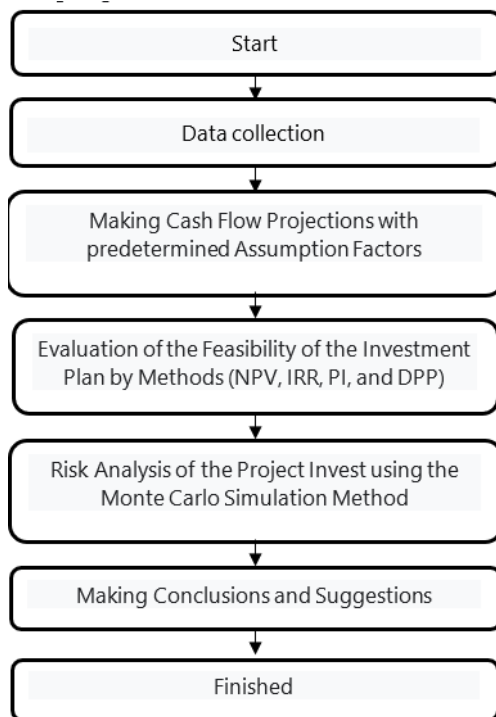 Start
Data collection
Making Cash Flow Projections with
predetermined Assumption Factors
Evaluation of the Feasibility of the Investment
Plan by Methods (NPV, IRR, PI, and DPP)
Risk Analysis of the Project Invest using the
Monte Carlo Simulation Method
Making Conclusions and Suggestions
Finished